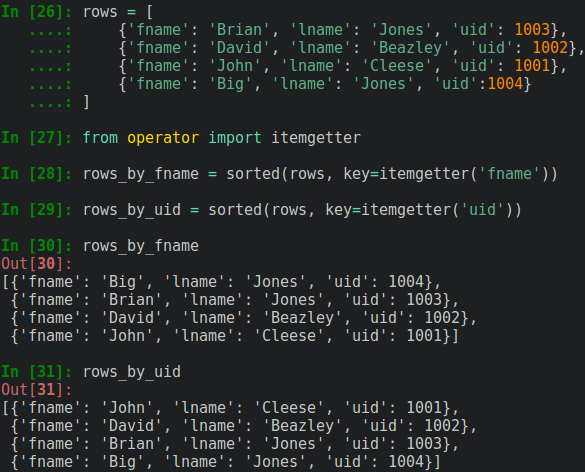 In [26]: rows = [
   ....:      {'fname': 'Brian', 'lname': 'Jones', 'uid': 1003},
   ....:      {'fname': 'David', 'lname': 'Beazley', 'uid': 1002},
   ....:      {'fname': 'John', 'lname': 'Cleese', 'uid': 1001},
   ....:      {'fname': 'Big', 'lname': 'Jones', 'uid':1004}
   ....: ]
In [27]: from operator import itemgetter
In [28]: rows_by_fname = sorted(rows, key=itemgetter('fname'))
In [29]: rows_by_uid = sorted(rows, key=itemgetter('uid'))
In [30]: rows_by_fname
Out[30]:
[{'fname': 'Big', 'lname': 'Jones', 'uid': 1004},
 {'fname': 'Brian', 'lname': 'Jones', 'uid': 1003},
 {'fname': 'David', 'lname': 'Beazley', 'uid': 1002},
 {'fname': 'John', 'lname': 'Cleese', 'uid': 1001}]
In [31]: rows_by_uid
Out[31]:
[{'fname': 'John', 'lname': 'Cleese', 'uid': 1001},
 {'fname': 'David', 'lname': 'Beazley', 'uid': 1002},
 {'fname': 'Brian', 'lname': 'Jones', 'uid': 1003},
 {'fname': 'Big', 'lname': 'Jones', 'uid': 1004}]